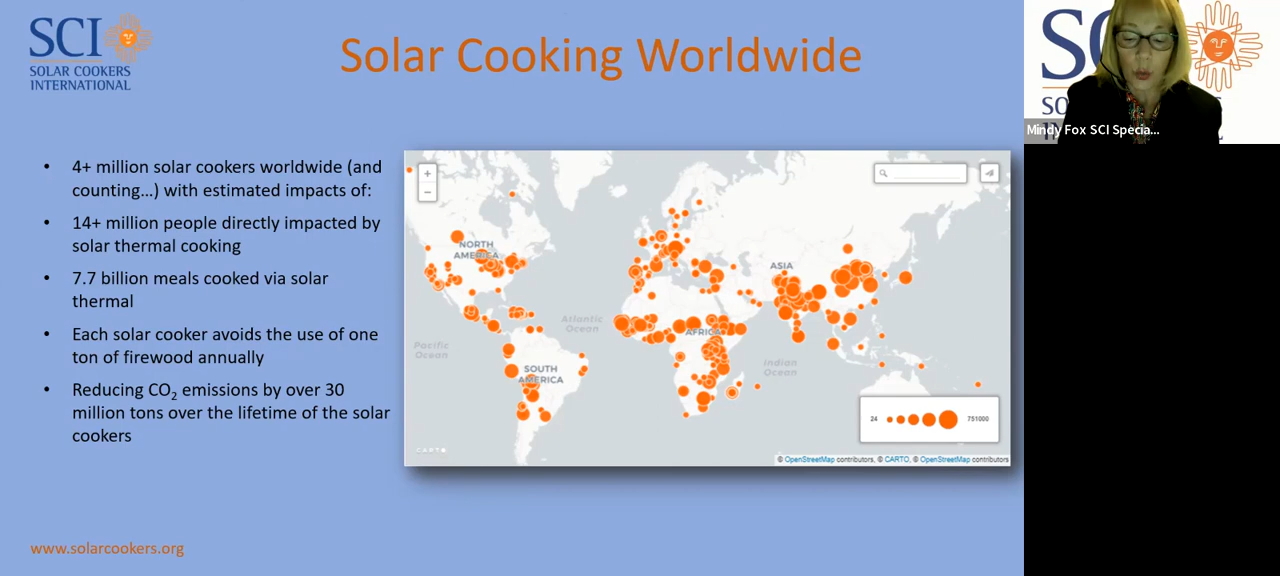 SCI
SOLAR COOKERS
INTERNATIONAL
Solar Cooking Worldwide
• 4+ million solar cookers worldwide (and
counting...) with estimated impacts of:
• 14+ million people directly impacted by
solar thermal cooking
• 7.7 billion meals cooked via solar
thermal
• Each solar cooker avoids the use of one
ton of firewood annually
• Reducing CO₂ emissions by over 30
million tons over the lifetime of the solar
cookers
+
−
NORTH
AMERICA
ASIA
Atlantic
Ocean
AFRICA
Pacific
Ocean
SOUTH
AMERICA
Indian
Ocean
24
751000
CARTO
© OpenStreetMap contributors, © CARTO, © OpenStreetMap contributors
www.solarcookers.org
Mindy Fox SCI Specia...